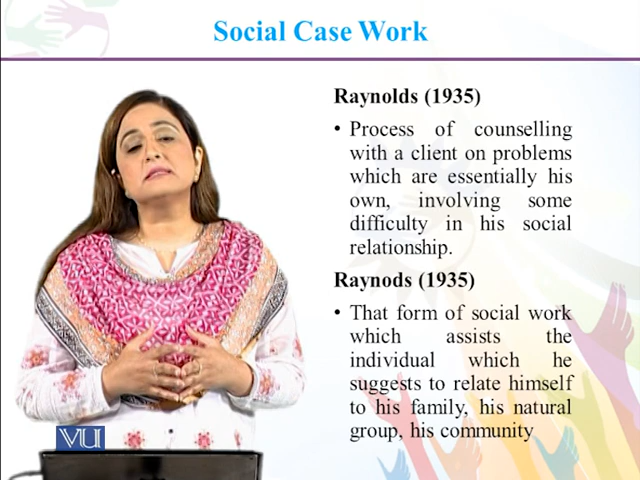 Social Case Work
Raynolds (1935)
• Process of counselling
with a client on problems
which are essentially his
own, involving some
difficulty in his social
relationship.
Raynods (1935)
• That form of social work
which assists the
individual which he
suggests to relate himself
to his family, his natural
group, his community
VU